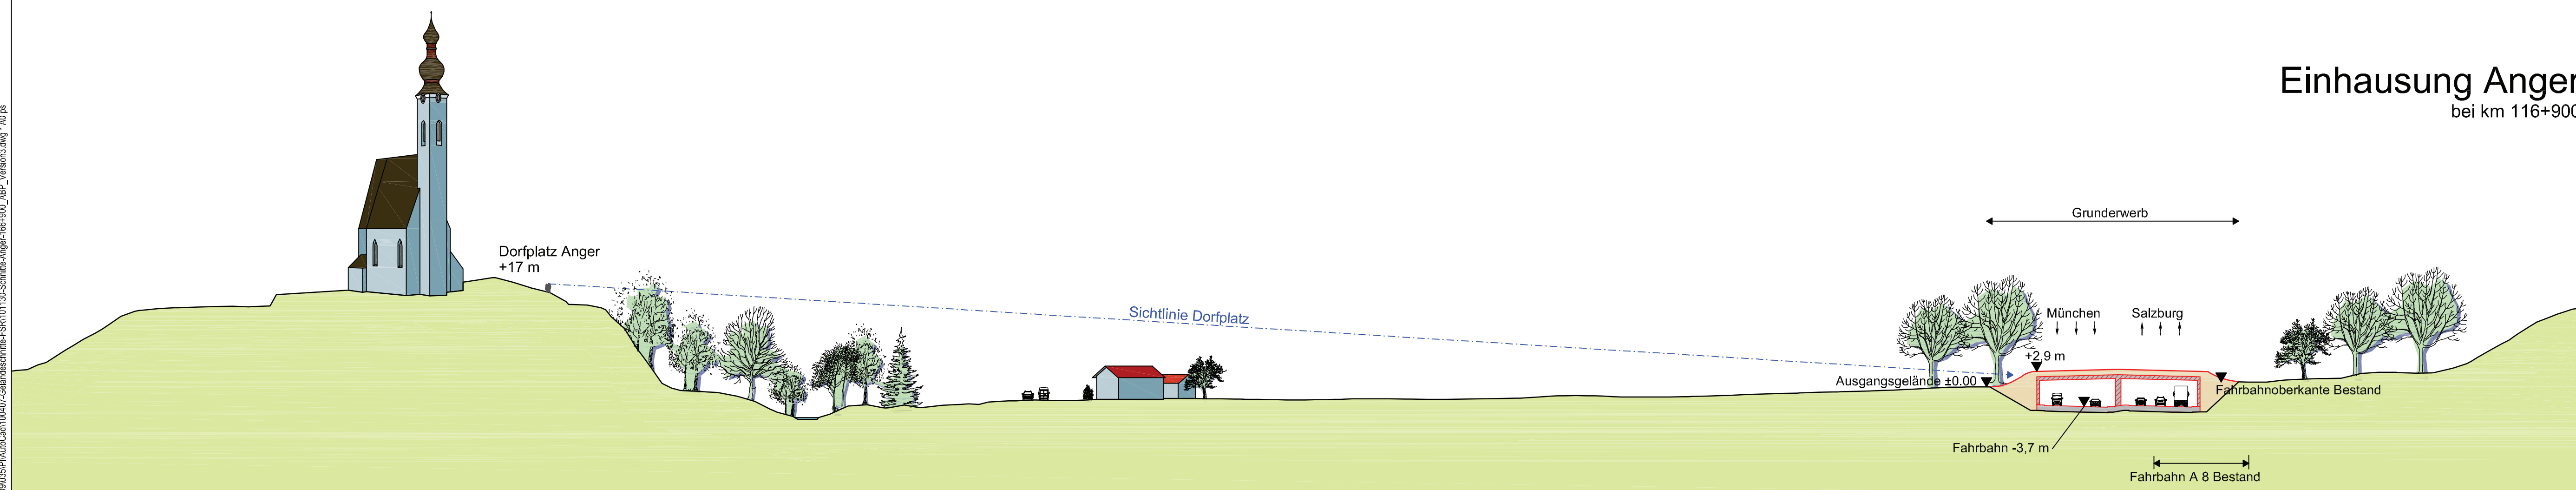 Einhausung Anger
bei km 116+900
Dorfplatz Anger
+17 m
Sichtlinie Dorfplatz
Grunderwerb
München
Salzburg
+2,9 m
Ausgangsgelände ±0.00
Fahrbahnoberkante Bestand
Fahrbahn -3,7 m
Fahrbahn A 8 Bestand